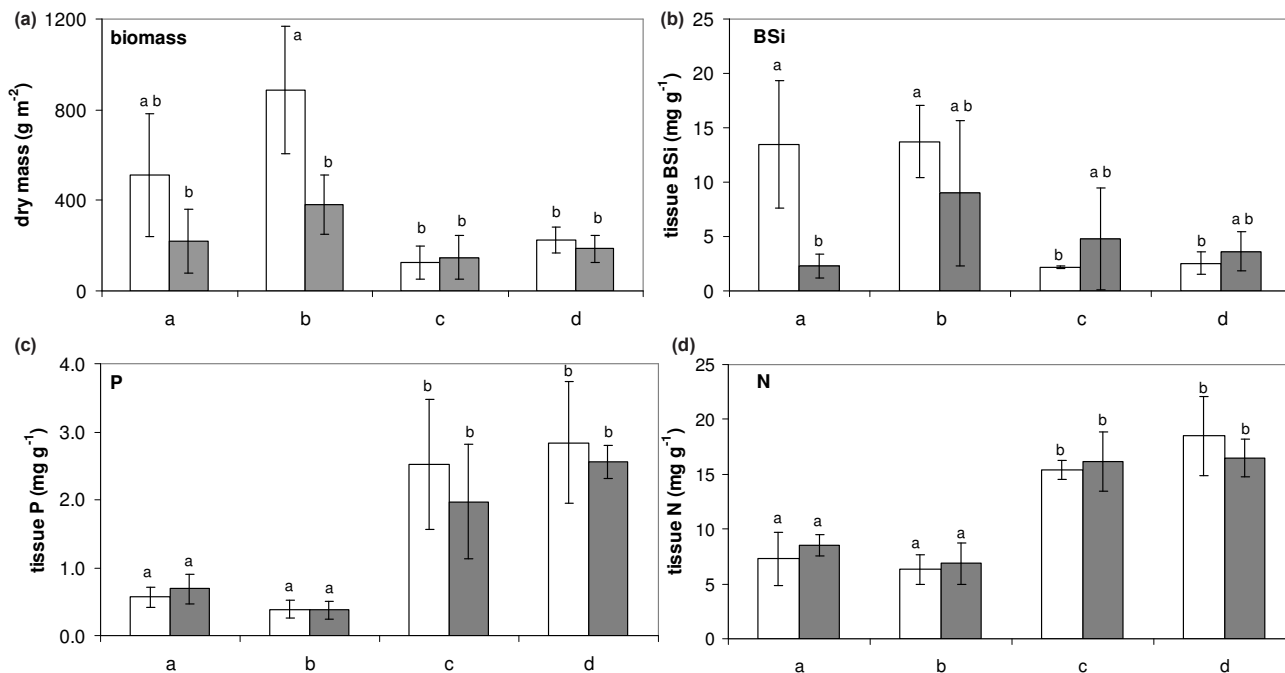 (a)
biomass
dry mass (g m-2)
1200
800
400
0
a b
b
a
b
b
b
b
b
a
b
c
d
(b)
BSi
tissue BSi (mg g-1)
25
20
15
10
5
0
a
b
a
a b
b
a b
b
a b
a
b
c
d
(c)
P
tissue P (mg g-1)
4.0
3.0
2.0
1.0
0.0
a
a
a
a
b
b
b
b
a
b
c
d
(d)
N
tissue N (mg g-1)
25
20
15
10
5
0
a
a
a
a
b
b
b
b
a
b
c
d